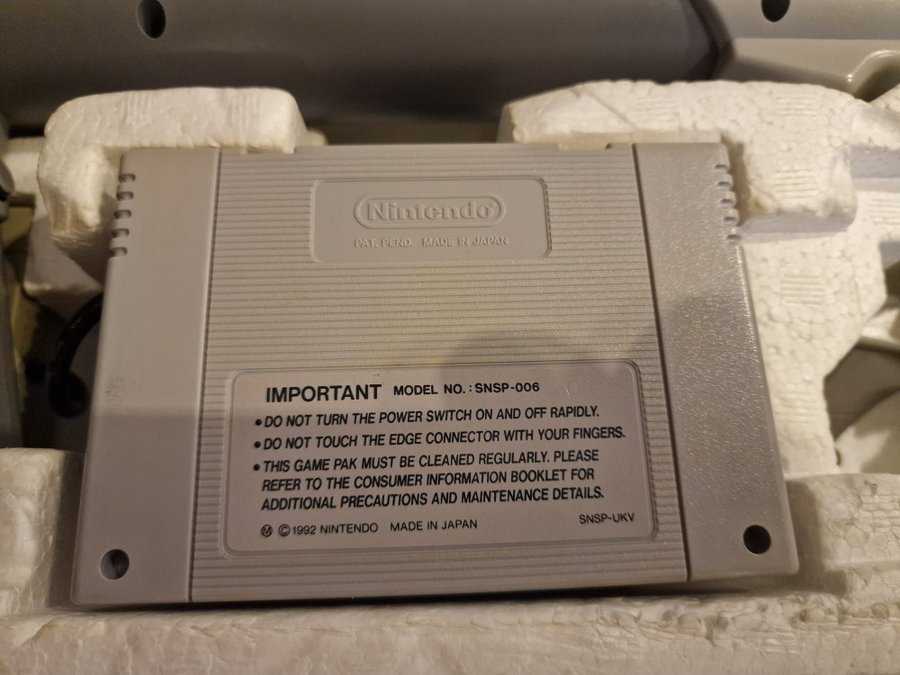 Nintendo
PAT. PEND. MADE IN JAPAN
IMPORTANT MODEL NO.: SNSP-006
• DO NOT TURN THE POWER SWITCH ON AND OFF RAPIDLY.
• DO NOT TOUCH THE EDGE CONNECTOR WITH YOUR FINGERS.
• THIS GAME PAK MUST BE CLEANED REGULARLY. PLEASE
REFER TO THE CONSUMER INFORMATION BOOKLET FOR
ADDITIONAL PRECAUTIONS AND MAINTENANCE DETAILS.
Ⓜ ©1992 NINTENDO MADE IN JAPAN SNSP-UKV